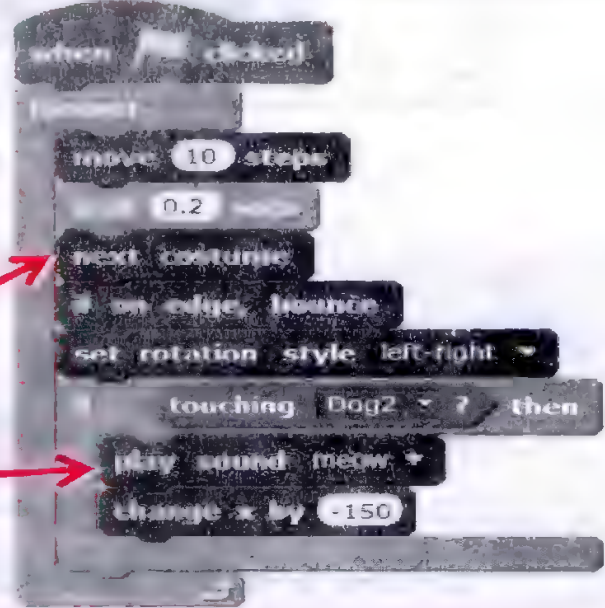 when clicked
forever
move 10 steps
wait 0.2 secs
next costume
if on edge, bounce
set rotation style left-right
if touching Dog2 ? then
play sound meow
change x by -150